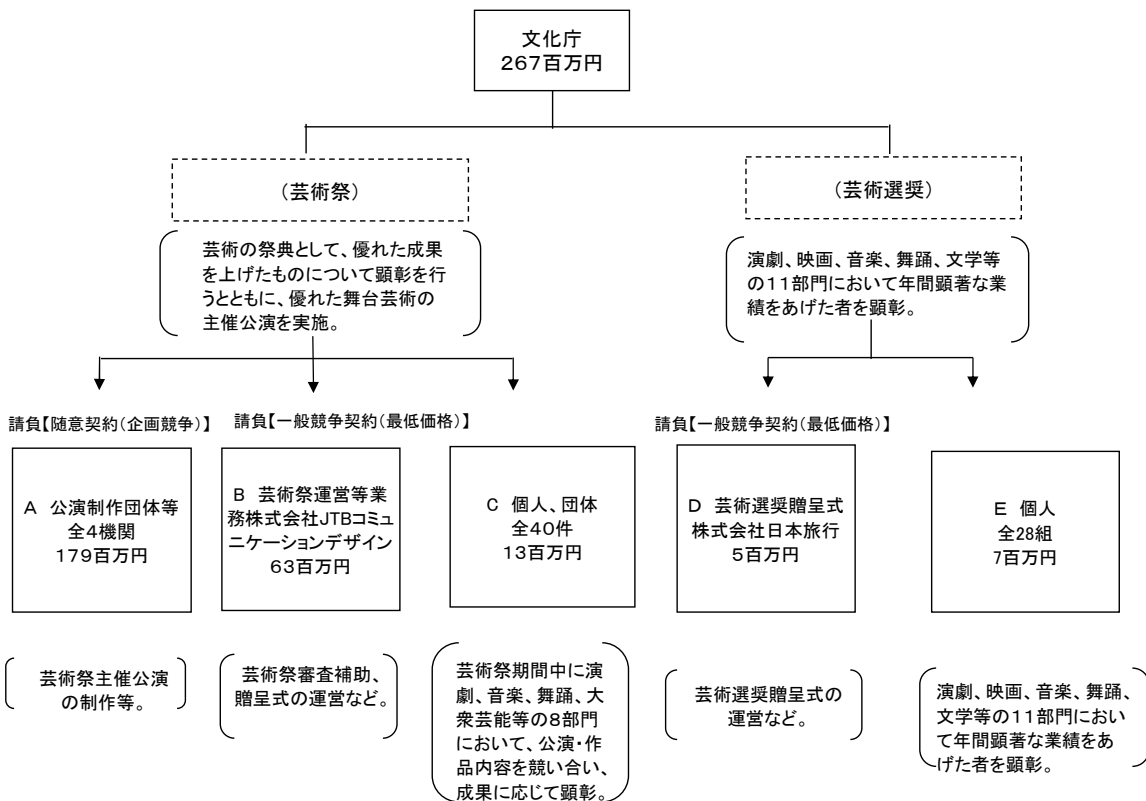 文化庁
267百万円
(芸術祭)
(芸術選奨)
芸術の祭典として、優れた成果
を上げたものについて顕彰を行
うとともに、優れた舞台芸術の
主催公演を実施。
演劇、映画、音楽、舞踊、文学等
の11部門において年間顕著な業
績をあげた者を顕彰。
請負【随意契約(企画競争)】
請負【一般競争契約(最低価格)】
請負【一般競争契約(最低価格)】
A 公演制作団体等
全4機関
179百万円
B 芸術祭運営等業
務株式会社JTBコミュ
ニケーションデザイン
63百万円
C 個人、団体
全40件
13百万円
D 芸術選奨贈呈式
株式会社日本旅行
5百万円
E 個人
全28組
7百万円
芸術祭主催公演
の制作等。
芸術祭審査補助、
贈呈式の運営など。
芸術祭期間中に演
劇、音楽、舞踊、大
衆芸能等の8部門
において、公演・作
品内容を競い合い、
成果に応じて顕彰。
芸術選奨贈呈式の
運営など。
演劇、映画、音楽、舞踊、
文学等の11部門におい
て年間顕著な業績をあ
げた者を顕彰。